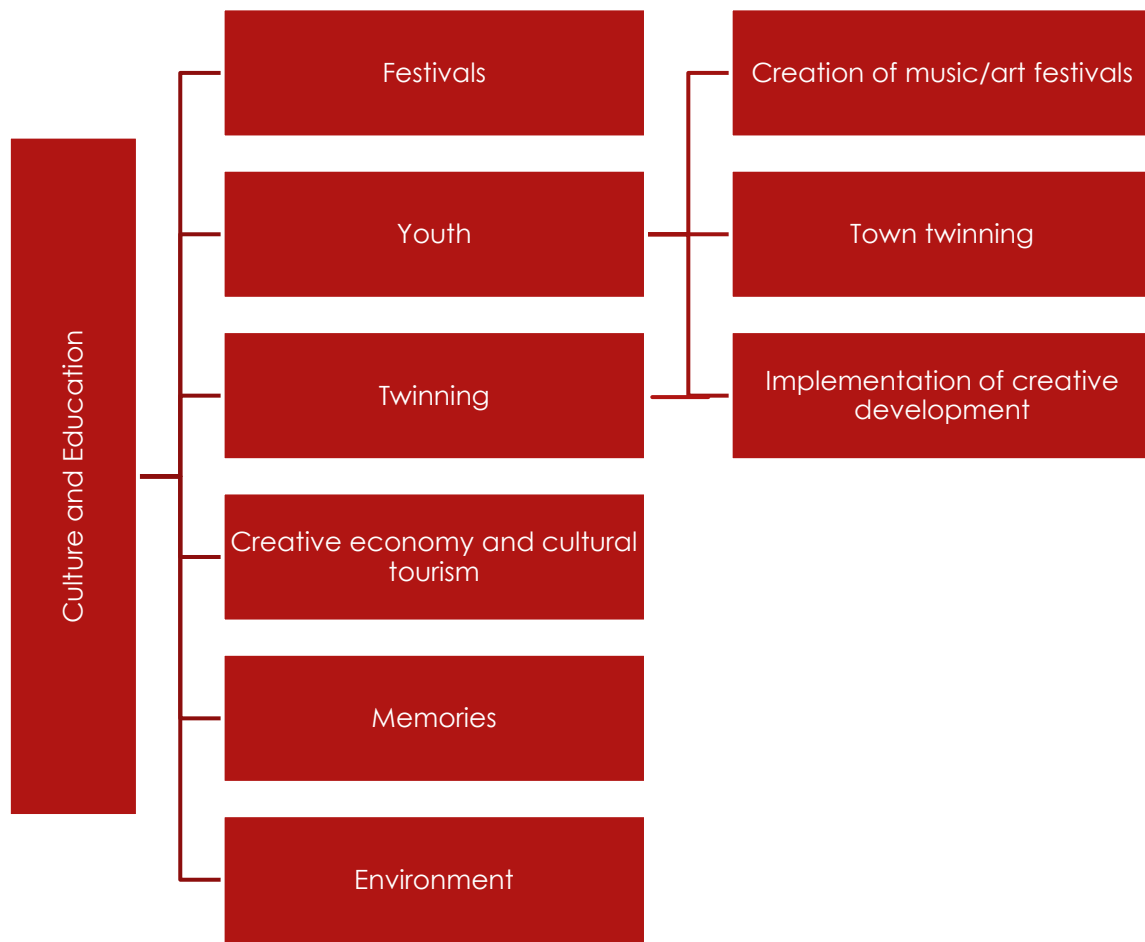 Culture and Education
Festivals
Youth
Twinning
Creative economy and cultural
tourism
Memories
Environment
Creation of music/art festivals
Town twinning
Implementation of creative
development